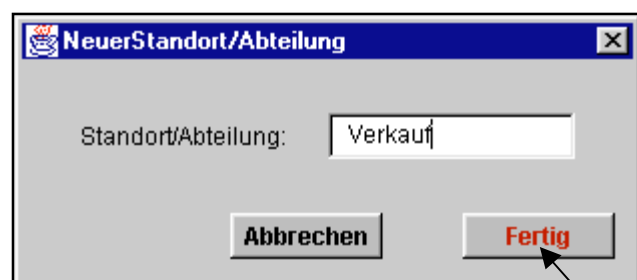 NeuerStandort/Abteilung
Standort/Abteilung: Verkauf
Abbrechen Fertig